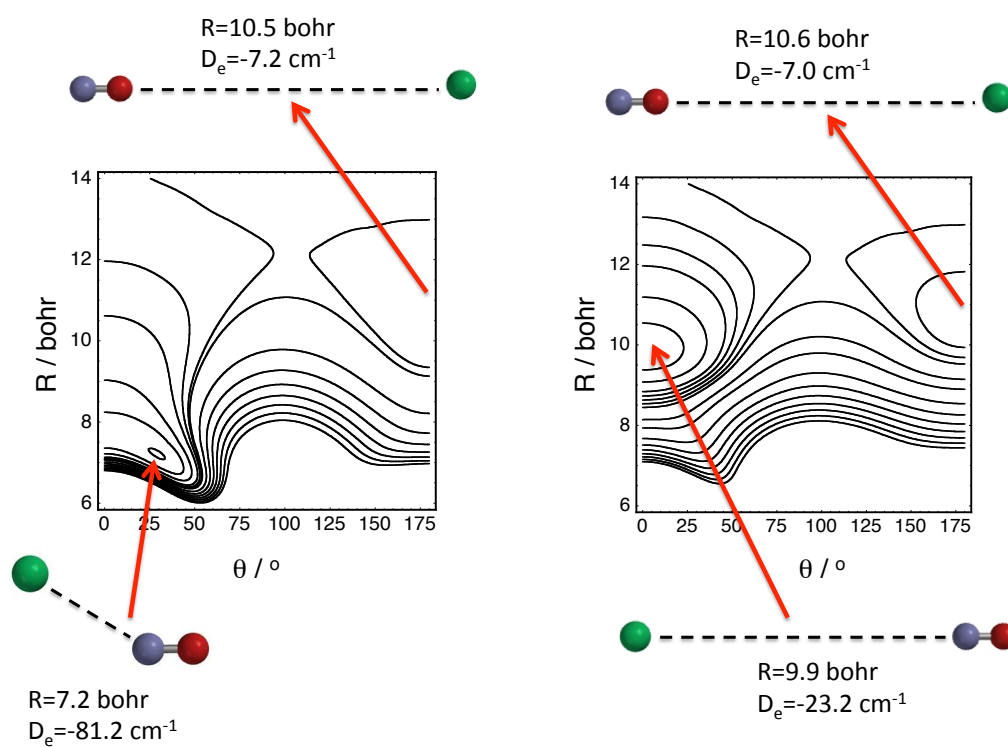 R=10.5 bohr
Dₑ=-7.2 cm⁻¹
R=10.6 bohr
Dₑ=-7.0 cm⁻¹
14
12
10
8
6
R / bohr
0 25 50 75 100 125 150 175
θ / °
14
12
10
8
6
R / bohr
0 25 50 75 100 125 150 175
θ / °
R=7.2 bohr
Dₑ=-81.2 cm⁻¹
R=9.9 bohr
Dₑ=-23.2 cm⁻¹